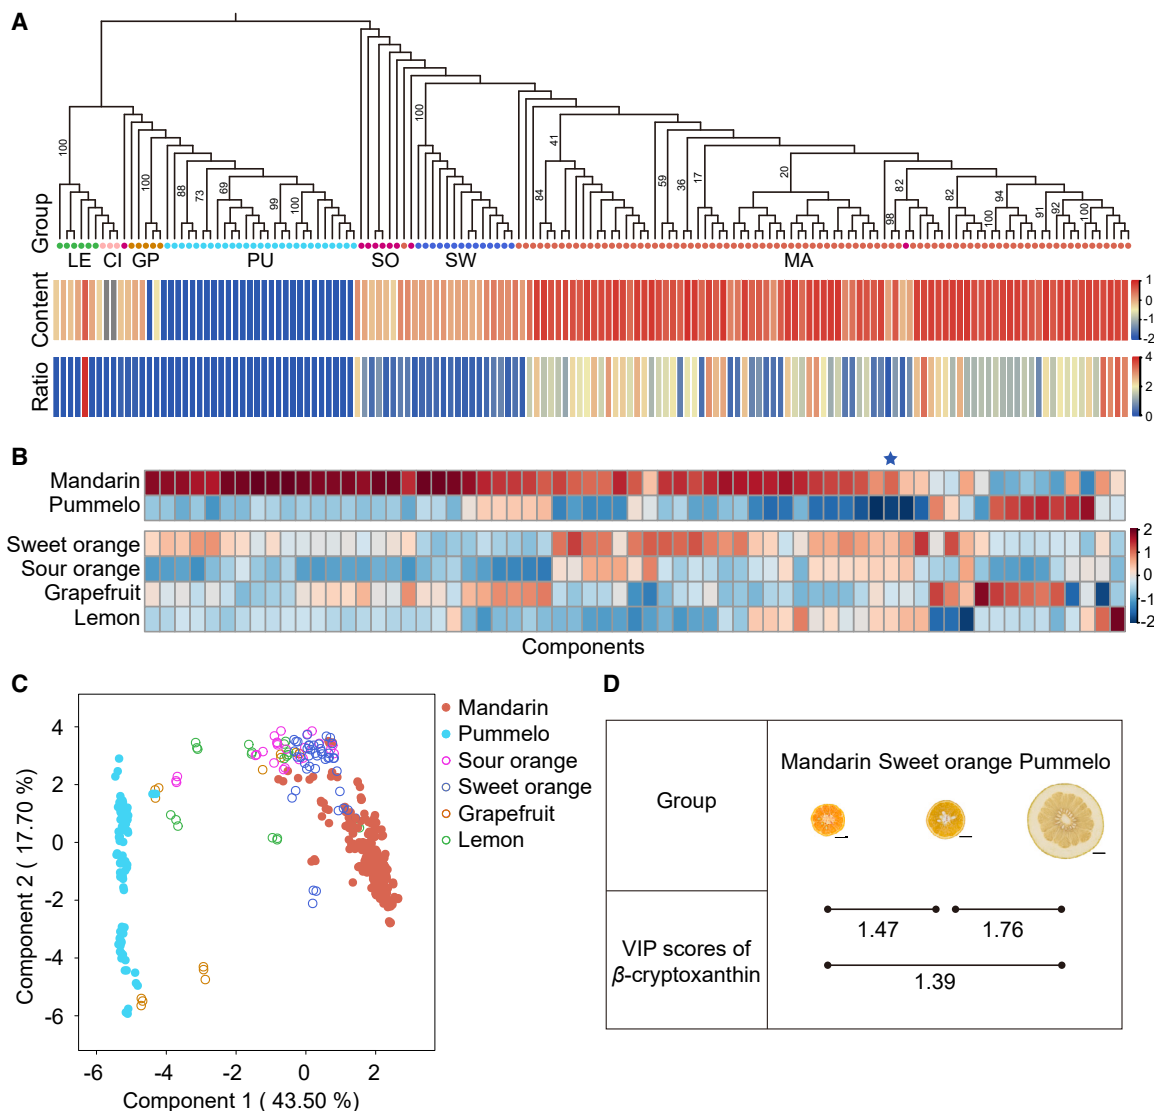 A
100
100
88
73
69
99
100
100
84
41
59
36
17
20
98
82
82
100
94
91
92
100
Group
LE CI GP PU SO SW MA
Content
1
0
-1
-2
Ratio
4
2
0
B
Mandarin
Pummelo
Sweet orange
Sour orange
Grapefruit
Lemon
2
1
0
-1
-2
Components
C
4
2
0
-2
-4
-6
-6 -4 -2 0 2
Component 2 ( 17.70 %)
Component 1 ( 43.50 %)
Mandarin
Pummelo
Sour orange
Sweet orange
Grapefruit
Lemon
D
Group
Mandarin Sweet orange Pummelo
VIP scores of
β-cryptoxanthin
1.47 1.76
1.39